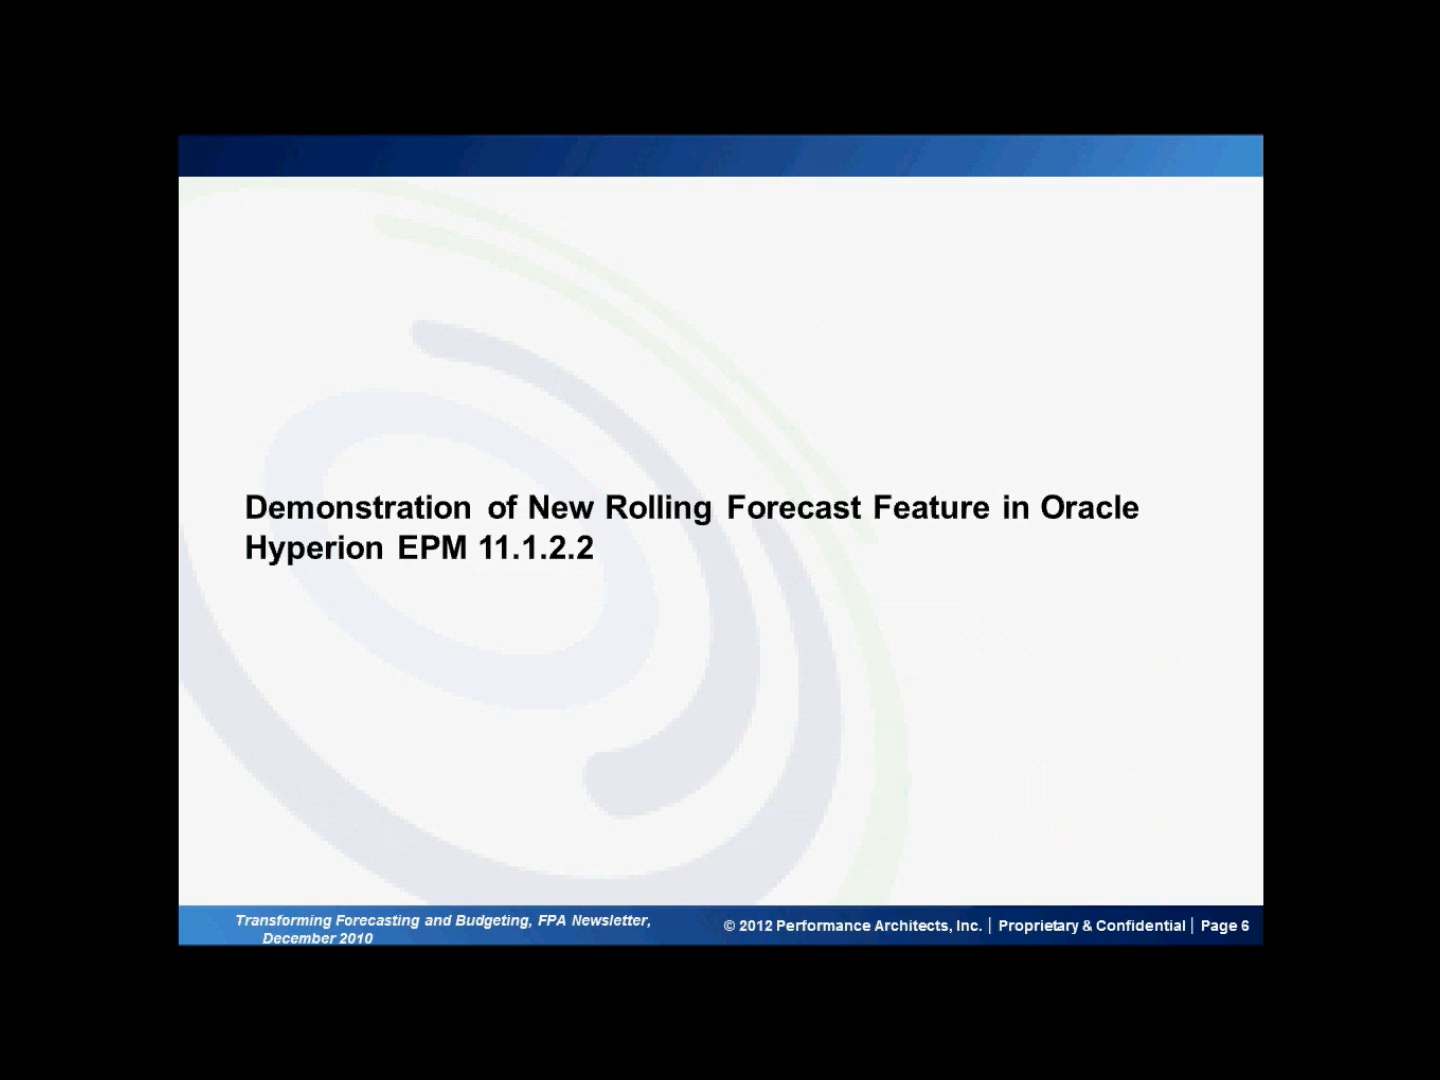 Demonstration of New Rolling Forecast Feature in Oracle
Hyperion EPM 11.1.2.2
Transforming Forecasting and Budgeting, FPA Newsletter,
December 2010
© 2012 Performance Architects, Inc. | Proprietary & Confidential | Page 6